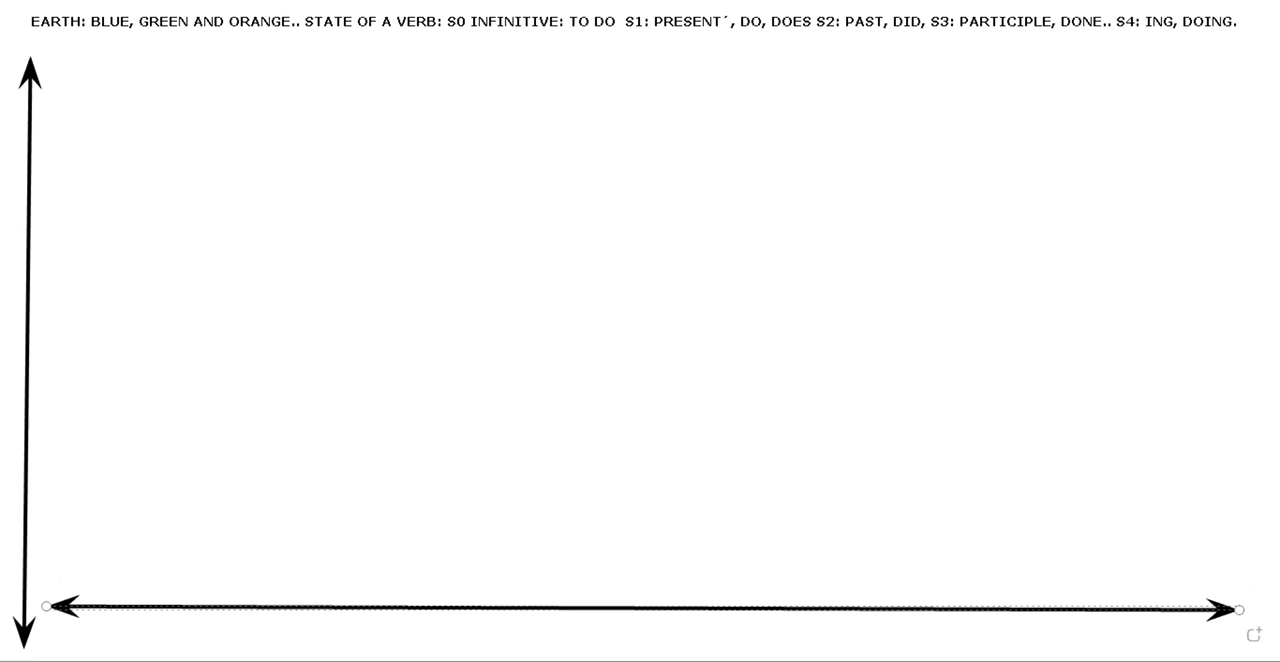 EARTH: BLUE, GREEN AND ORANGE.. STATE OF A VERB: S0 INFINITIVE: TO DO  S1: PRESENT´, DO, DOES S2: PAST, DID, S3: PARTICIPLE, DONE.. S4: ING, DOING.